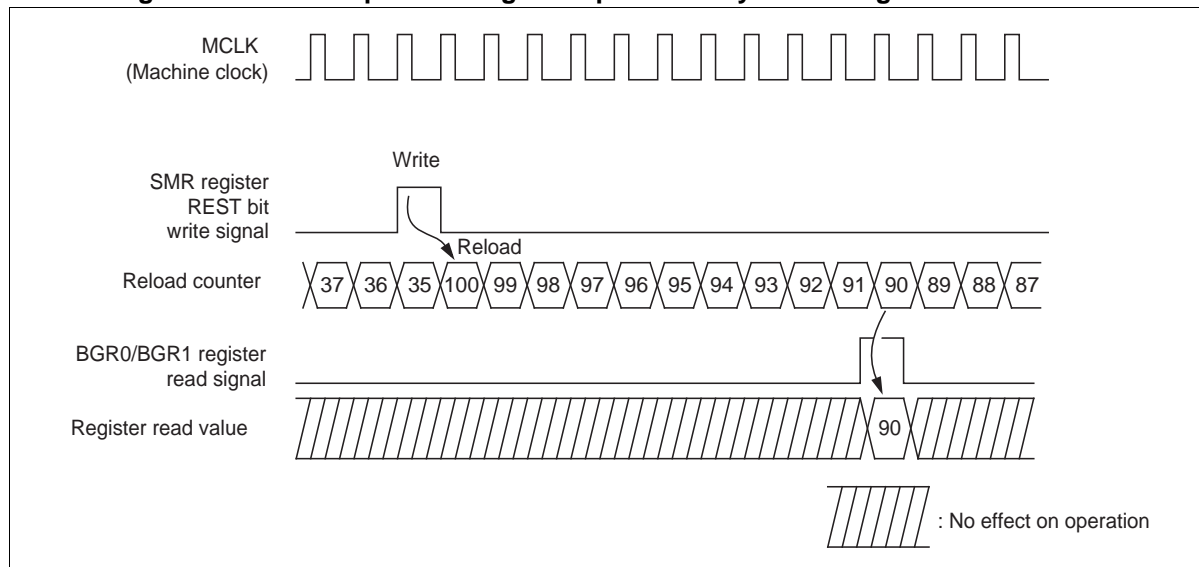 MCLK
(Machine clock)
Write
SMR register
REST bit
write signal
Reload
Reload counter
37 36 35 100 99 98 97 96 95 94 93 92 91 90 89 88 87
BGR0/BGR1 register
read signal
Register read value
90
: No effect on operation